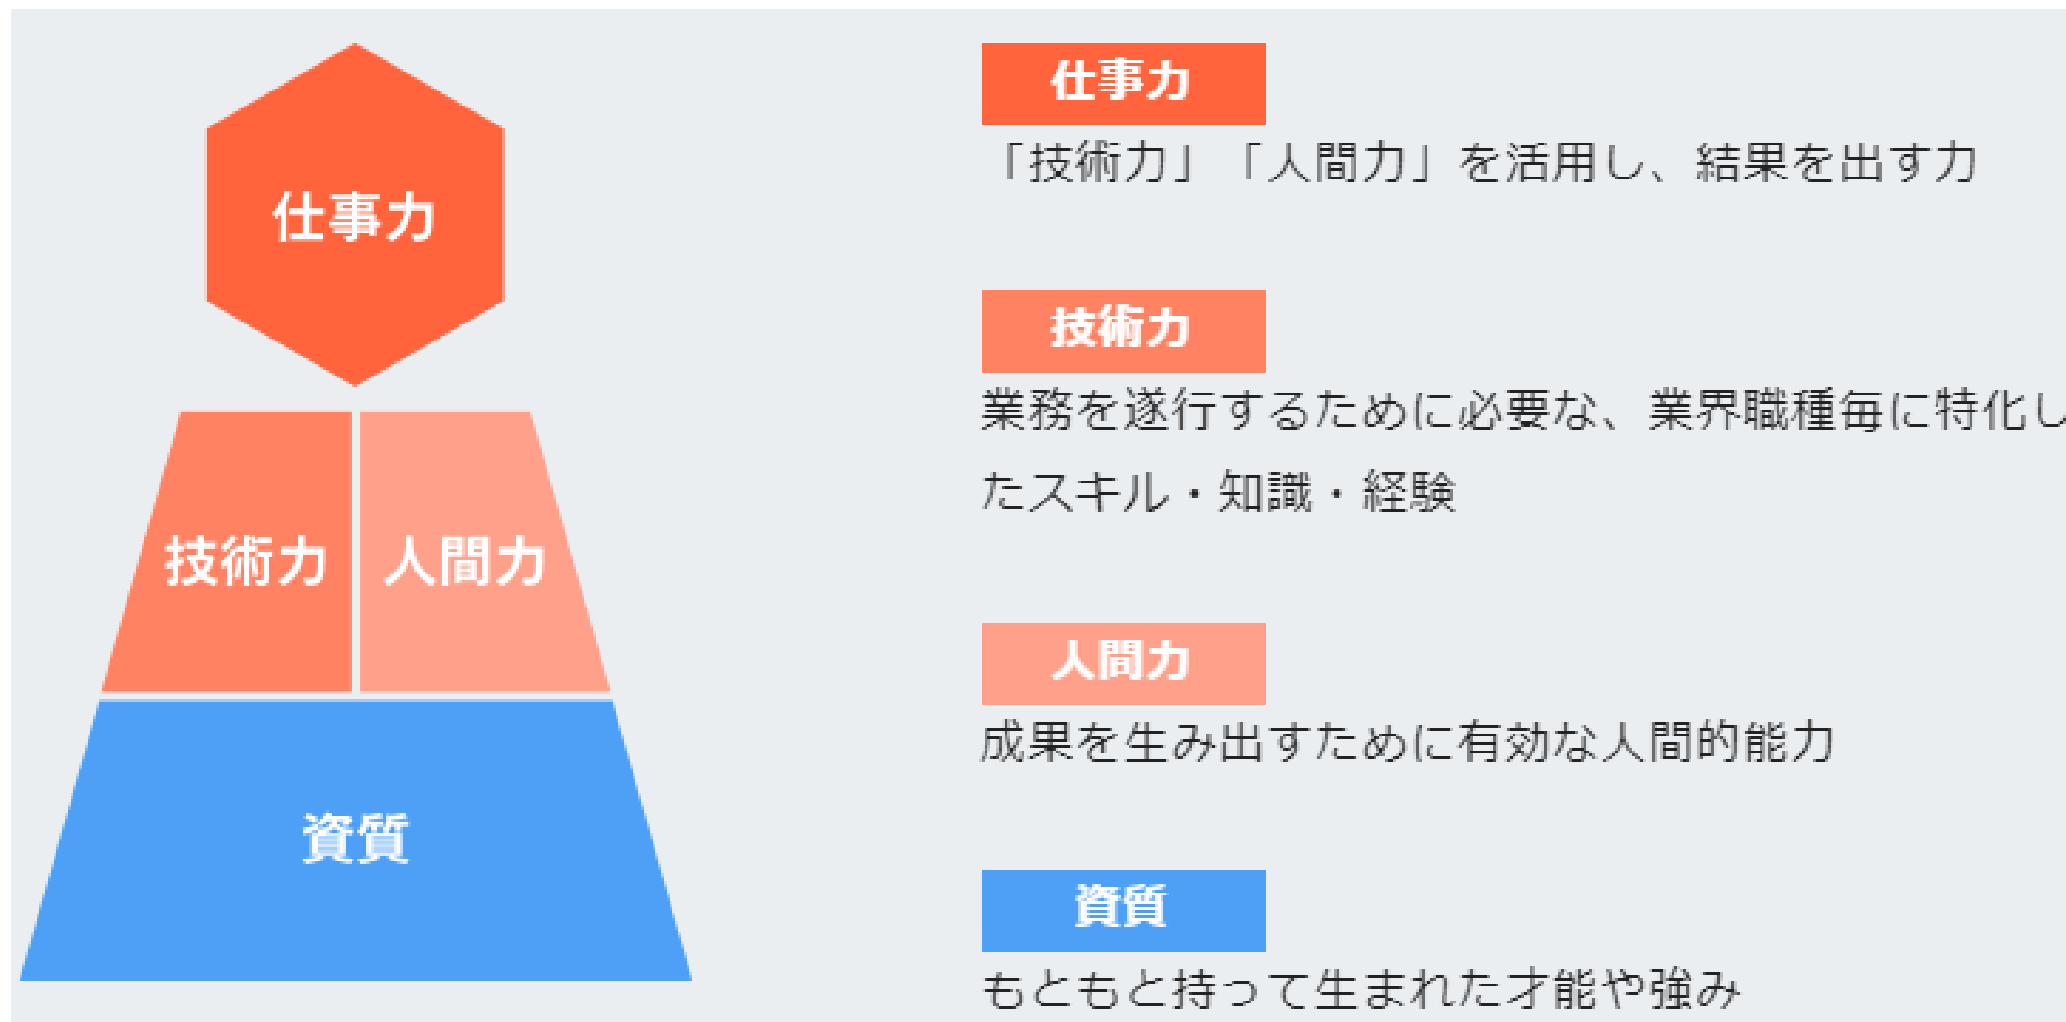 仕事力
技術力
人間力
資質
仕事力
「技術力」「人間力」を活用し、結果を出す力
技術力
業務を遂行するために必要な、業界職種毎に特化し
たスキル・知識・経験
人間力
成果を生み出すために有効な人間的能力
資質
もともと持って生まれた才能や強み